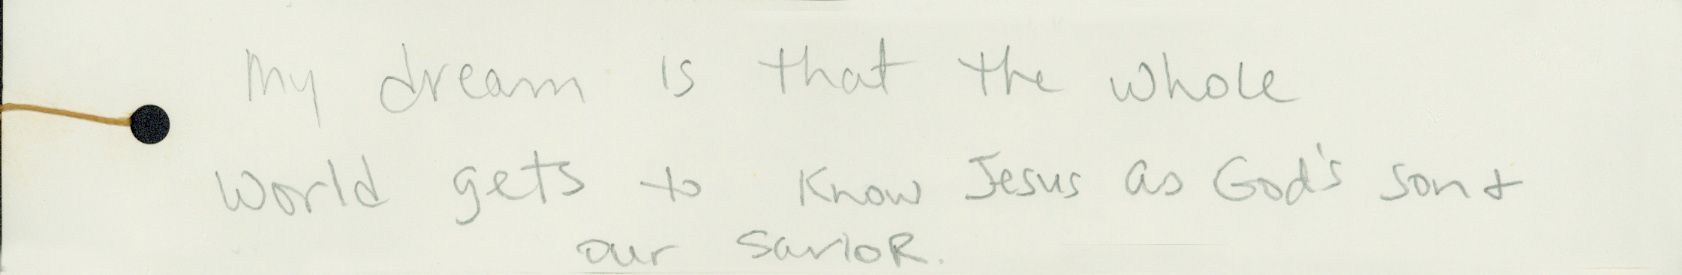 My dream is that the whole
world gets to know Jesus as God's son &
our savior.